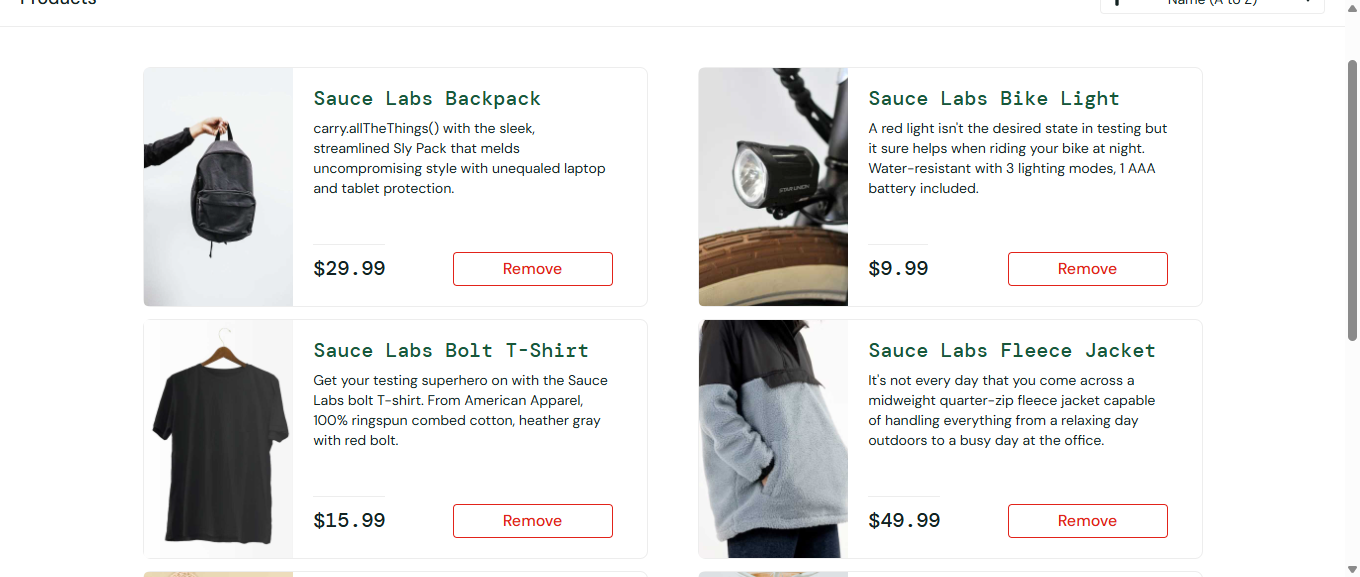 Products
Name (A to Z)
Sauce Labs Backpack
carry.allTheThings() with the sleek,
streamlined Sly Pack that melds
uncompromising style with unequaled laptop
and tablet protection.
$29.99
Remove
Sauce Labs Bike Light
A red light isn't the desired state in testing but
it sure helps when riding your bike at night.
Water-resistant with 3 lighting modes, 1 AAA
battery included.
$9.99
Remove
STAR UNION
Sauce Labs Bolt T-Shirt
Get your testing superhero on with the Sauce
Labs bolt T-shirt. From American Apparel,
100% ringspun combed cotton, heather gray
with red bolt.
$15.99
Remove
Sauce Labs Fleece Jacket
It's not every day that you come across a
midweight quarter-zip fleece jacket capable
of handling everything from a relaxing day
outdoors to a busy day at the office.
$49.99
Remove